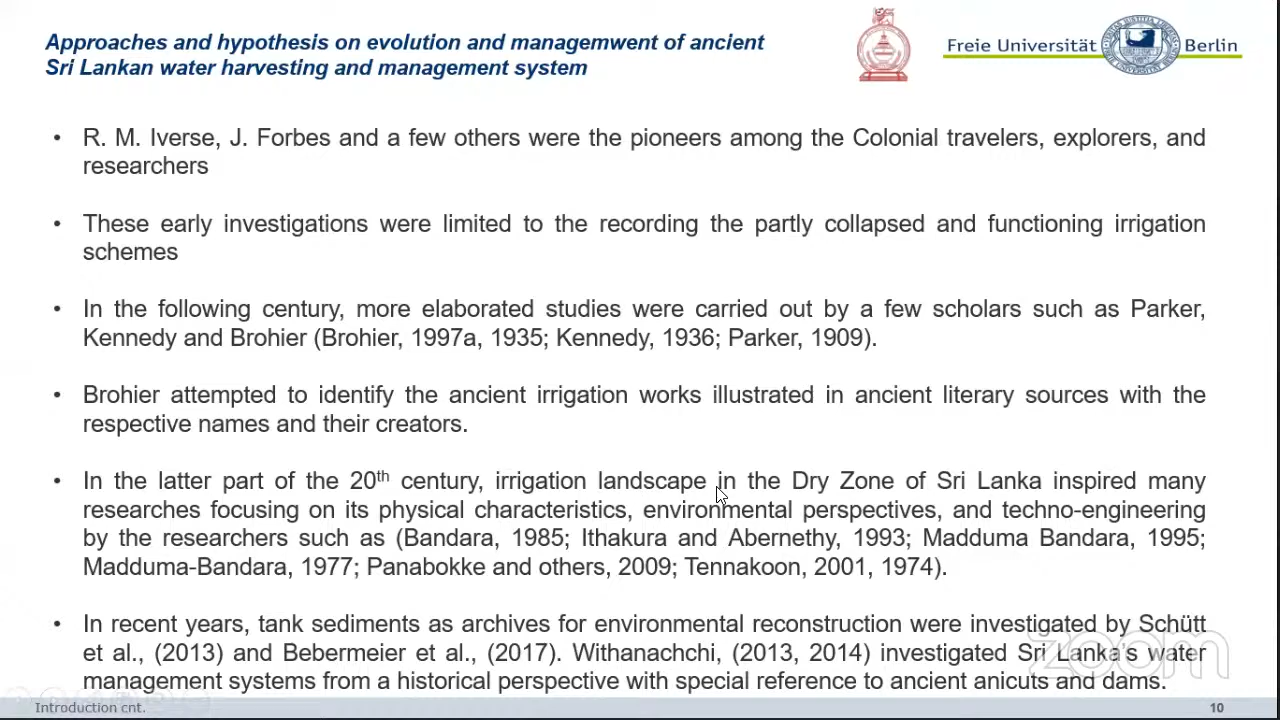 Approaches and hypothesis on evolution and managemwent of ancient
Sri Lankan water harvesting and management system
Freie Universität Berlin
• R. M. Iverse, J. Forbes and a few others were the pioneers among the Colonial travelers, explorers, and
researchers
• These early investigations were limited to the recording the partly collapsed and functioning irrigation
schemes
• In the following century, more elaborated studies were carried out by a few scholars such as Parker,
Kennedy and Brohier (Brohier, 1997a, 1935; Kennedy, 1936; Parker, 1909).
• Brohier attempted to identify the ancient irrigation works illustrated in ancient literary sources with the
respective names and their creators.
• In the latter part of the 20th century, irrigation landscape in the Dry Zone of Sri Lanka inspired many
researches focusing on its physical characteristics, environmental perspectives, and techno-engineering
by the researchers such as (Bandara, 1985; Ithakura and Abernethy, 1993; Madduma Bandara, 1995;
Madduma-Bandara, 1977; Panabokke and others, 2009; Tennakoon, 2001, 1974).
• In recent years, tank sediments as archives for environmental reconstruction were investigated by Schütt
et al., (2013) and Bebermeier et al., (2017). Withanachchi, (2013, 2014) investigated Sri Lanka's water
management systems from a historical perspective with special reference to ancient anicuts and dams.
zoom
Introduction cnt.
10